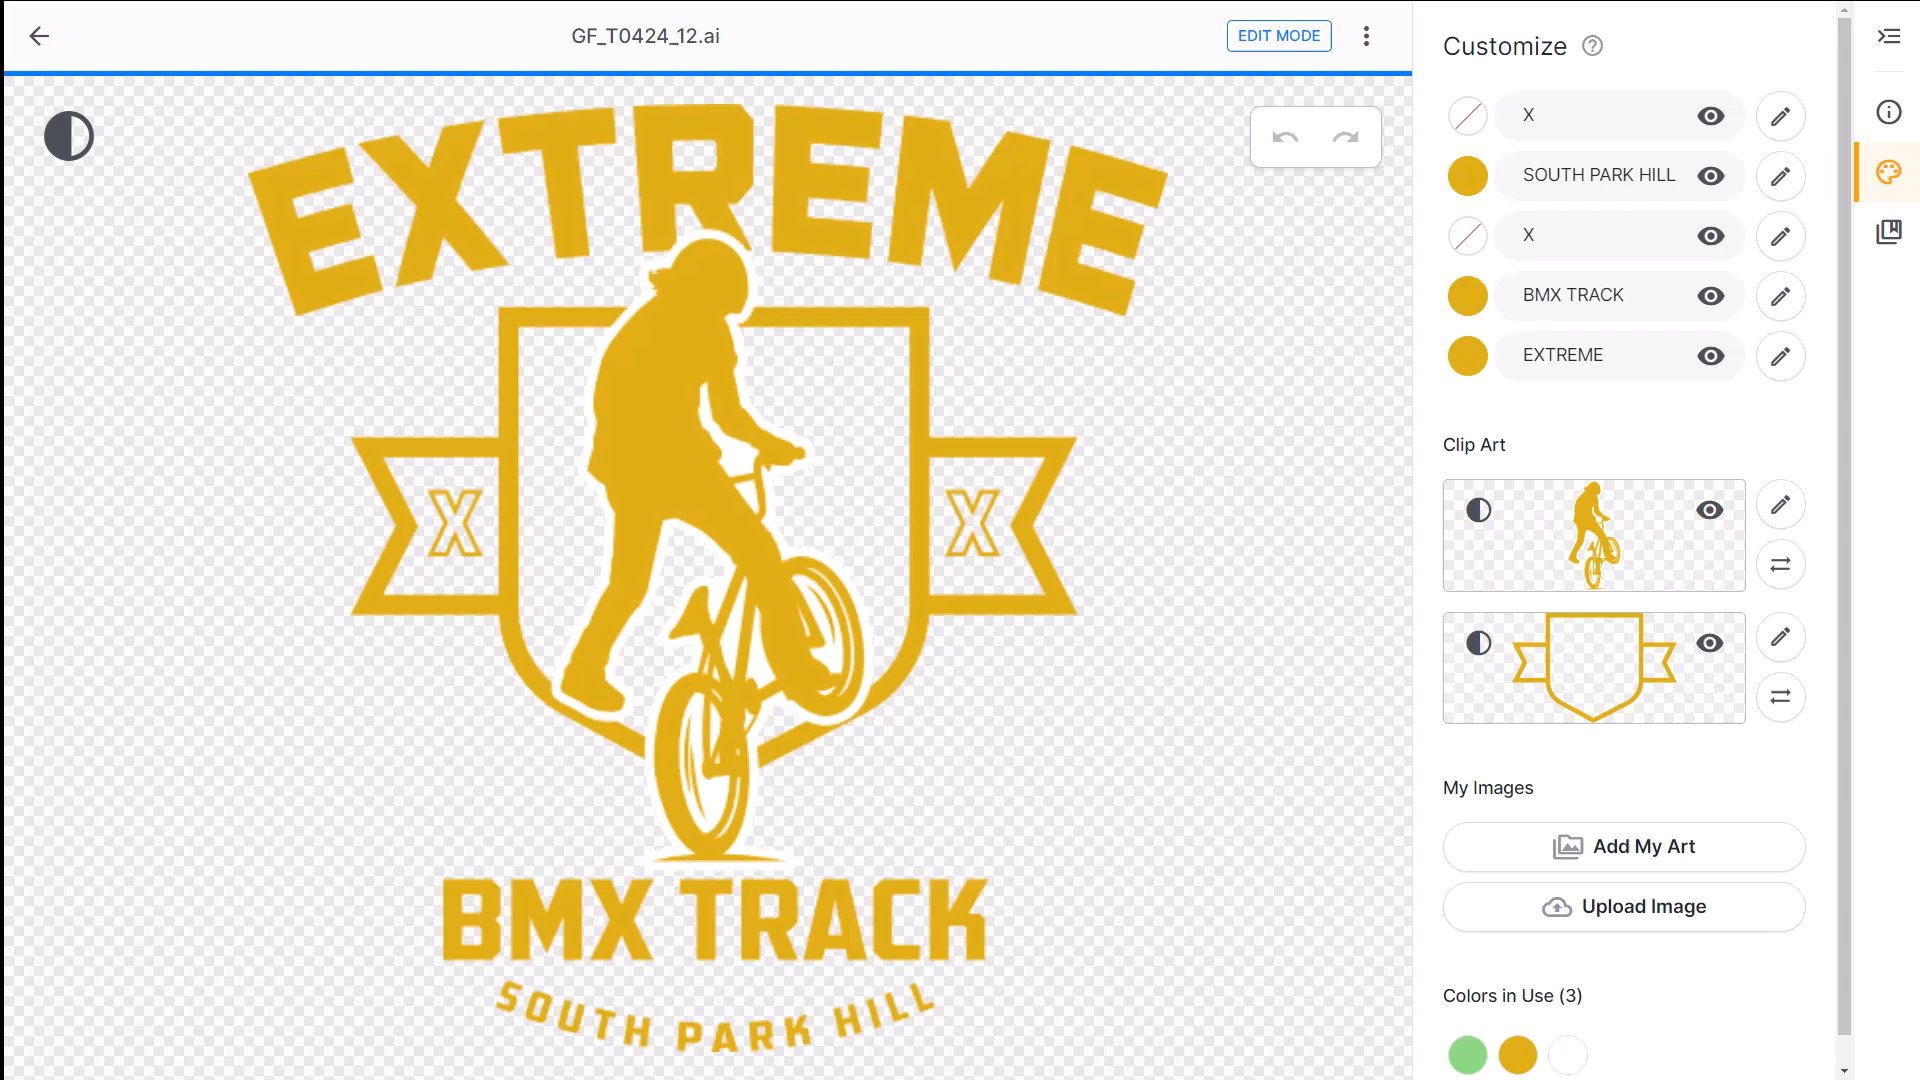 GF_T0424_12.ai
EDIT MODE
EXTREME
X
X
BMX TRACK
SOUTH PARK HILL
Customize
X
SOUTH PARK HILL
X
BMX TRACK
EXTREME
Clip Art
My Images
Add My Art
Upload Image
Colors in Use (3)